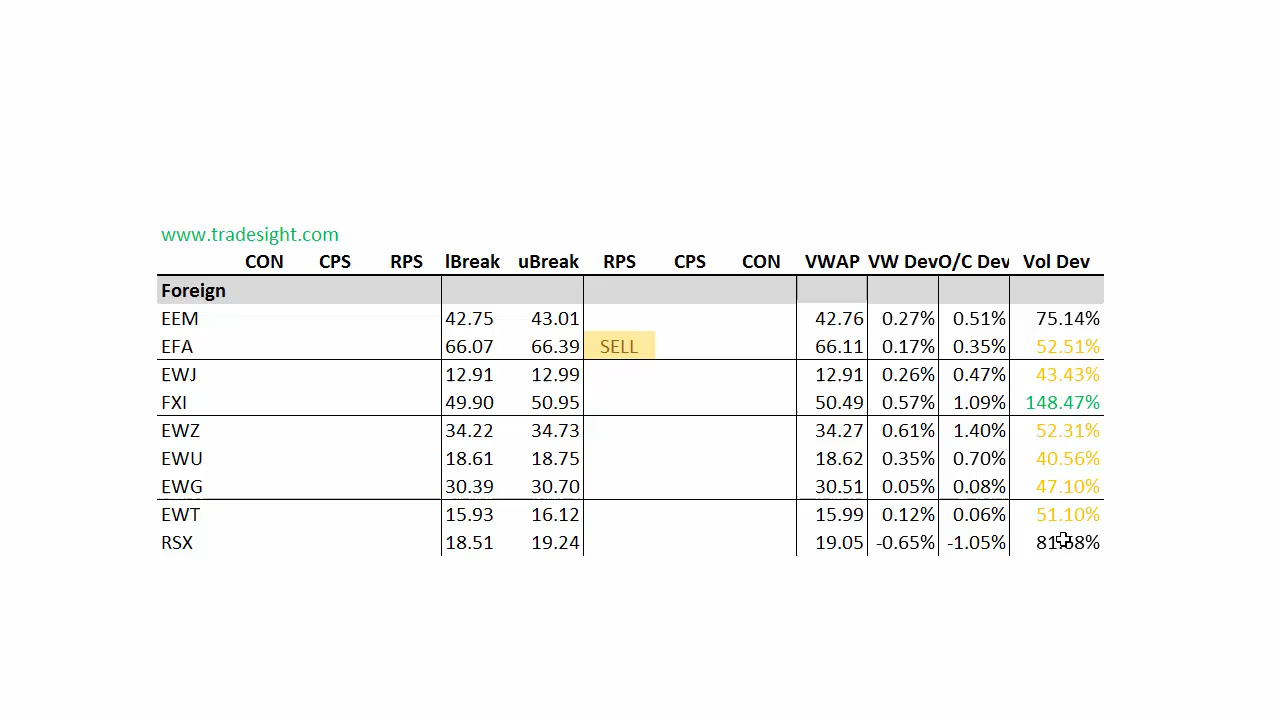 www.tradesight.com
CON CPS RPS lBreak uBreak RPS CPS CON VWAP VW Dev O/C Dev Vol Dev
Foreign
EEM 42.75 43.01 42.76 0.27% 0.51% 75.14%
EFA 66.07 66.39 SELL 66.11 0.17% 0.35% 52.51%
EWJ 12.91 12.99 12.91 0.26% 0.47% 43.43%
FXI 49.90 50.95 50.49 0.57% 1.09% 148.47%
EWZ 34.22 34.73 34.27 0.61% 1.40% 52.31%
EWU 18.61 18.75 18.62 0.35% 0.70% 40.56%
EWG 30.39 30.70 30.51 0.05% 0.08% 47.10%
EWT 15.93 16.12 15.99 0.12% 0.06% 51.10%
RSX 18.51 19.24 19.05 -0.65% -1.05%